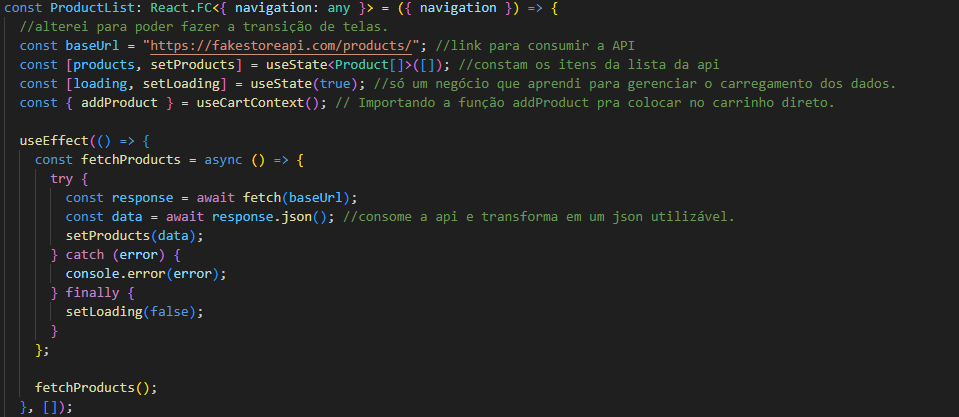 const ProductList: React.FC<{ navigation: any }> = ({ navigation }) => {
  //alterei para poder fazer a transição de telas.
  const baseUrl = "https://fakestoreapi.com/products/"; //link para consumir a API
  const [products, setProducts] = useState<Product[]>([]); //constam os itens da lista da api
  const [loading, setLoading] = useState(true); //só um negócio que aprendi para gerenciar o carregamento dos dados.
  const { addProduct } = useCartContext(); // Importando a função addProduct pra colocar no carrinho direto.

  useEffect(() => {
    const fetchProducts = async () => {
      try {
        const response = await fetch(baseUrl);
        const data = await response.json(); //consome a api e transforma em um json utilizável.
        setProducts(data);
      } catch (error) {
        console.error(error);
      } finally {
        setLoading(false);
      }
    };

    fetchProducts();
  }, []);